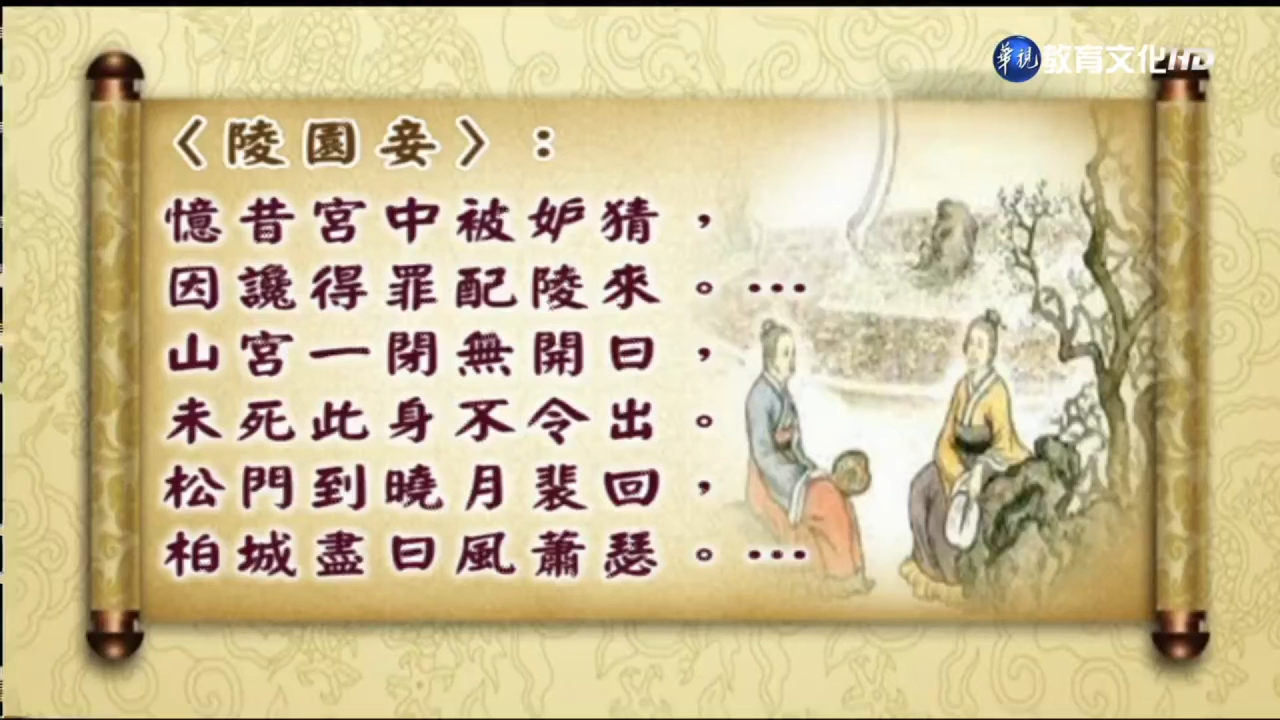 華視教育文化HD
〈陵園妾〉：
憶昔宮中被妒猜，
因讒得罪配陵來。…
山宮一閉無開日，
未死此身不令出。
松門到曉月裴回，
柏城盡日風蕭瑟。…